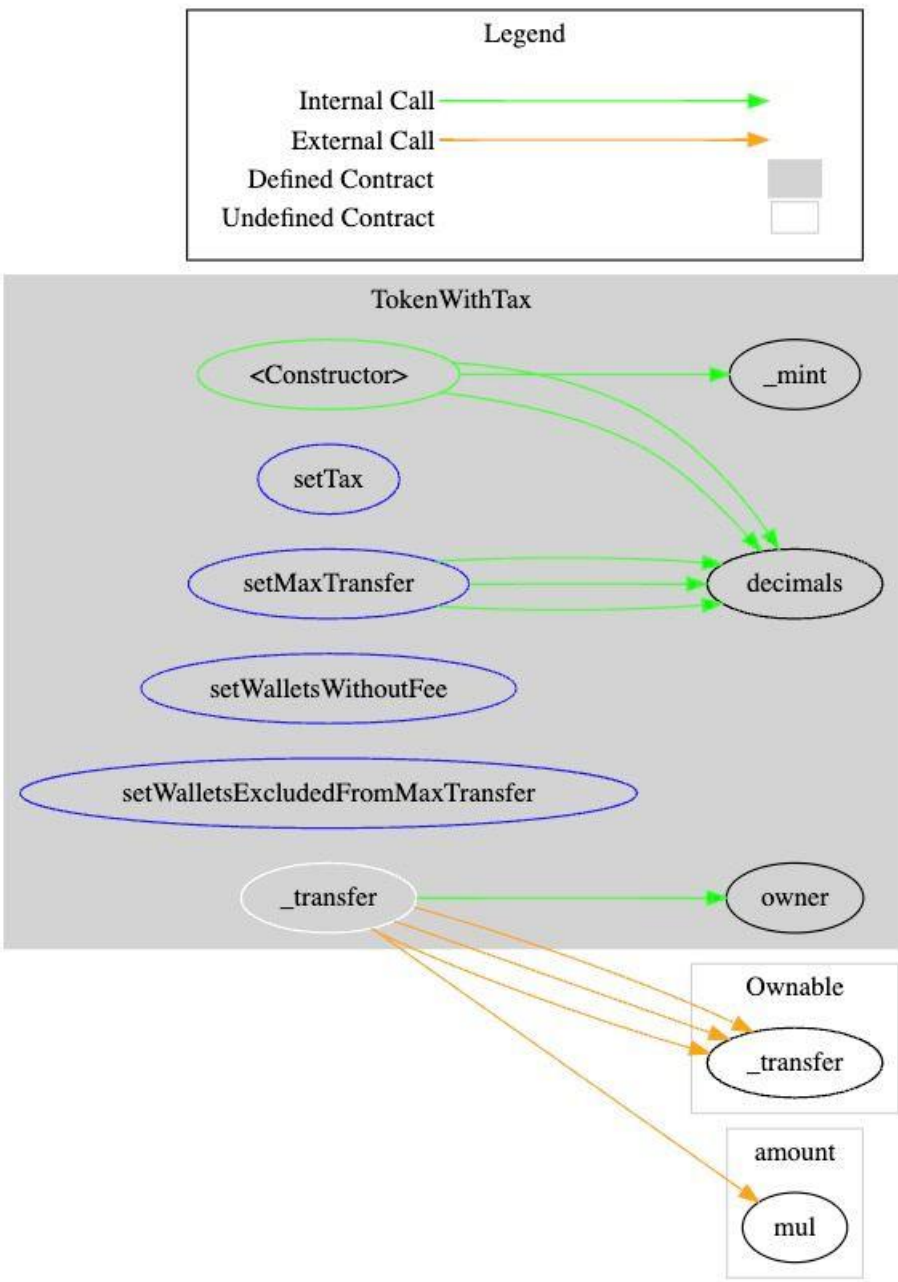 Legend
Internal Call
External Call
Defined Contract
Undefined Contract
TokenWithTax
<Constructor>
_mint
setTax
setMaxTransfer
decimals
setWalletsWithoutFee
setWalletsExcludedFromMaxTransfer
_transfer
owner
Ownable
_transfer
amount
mul